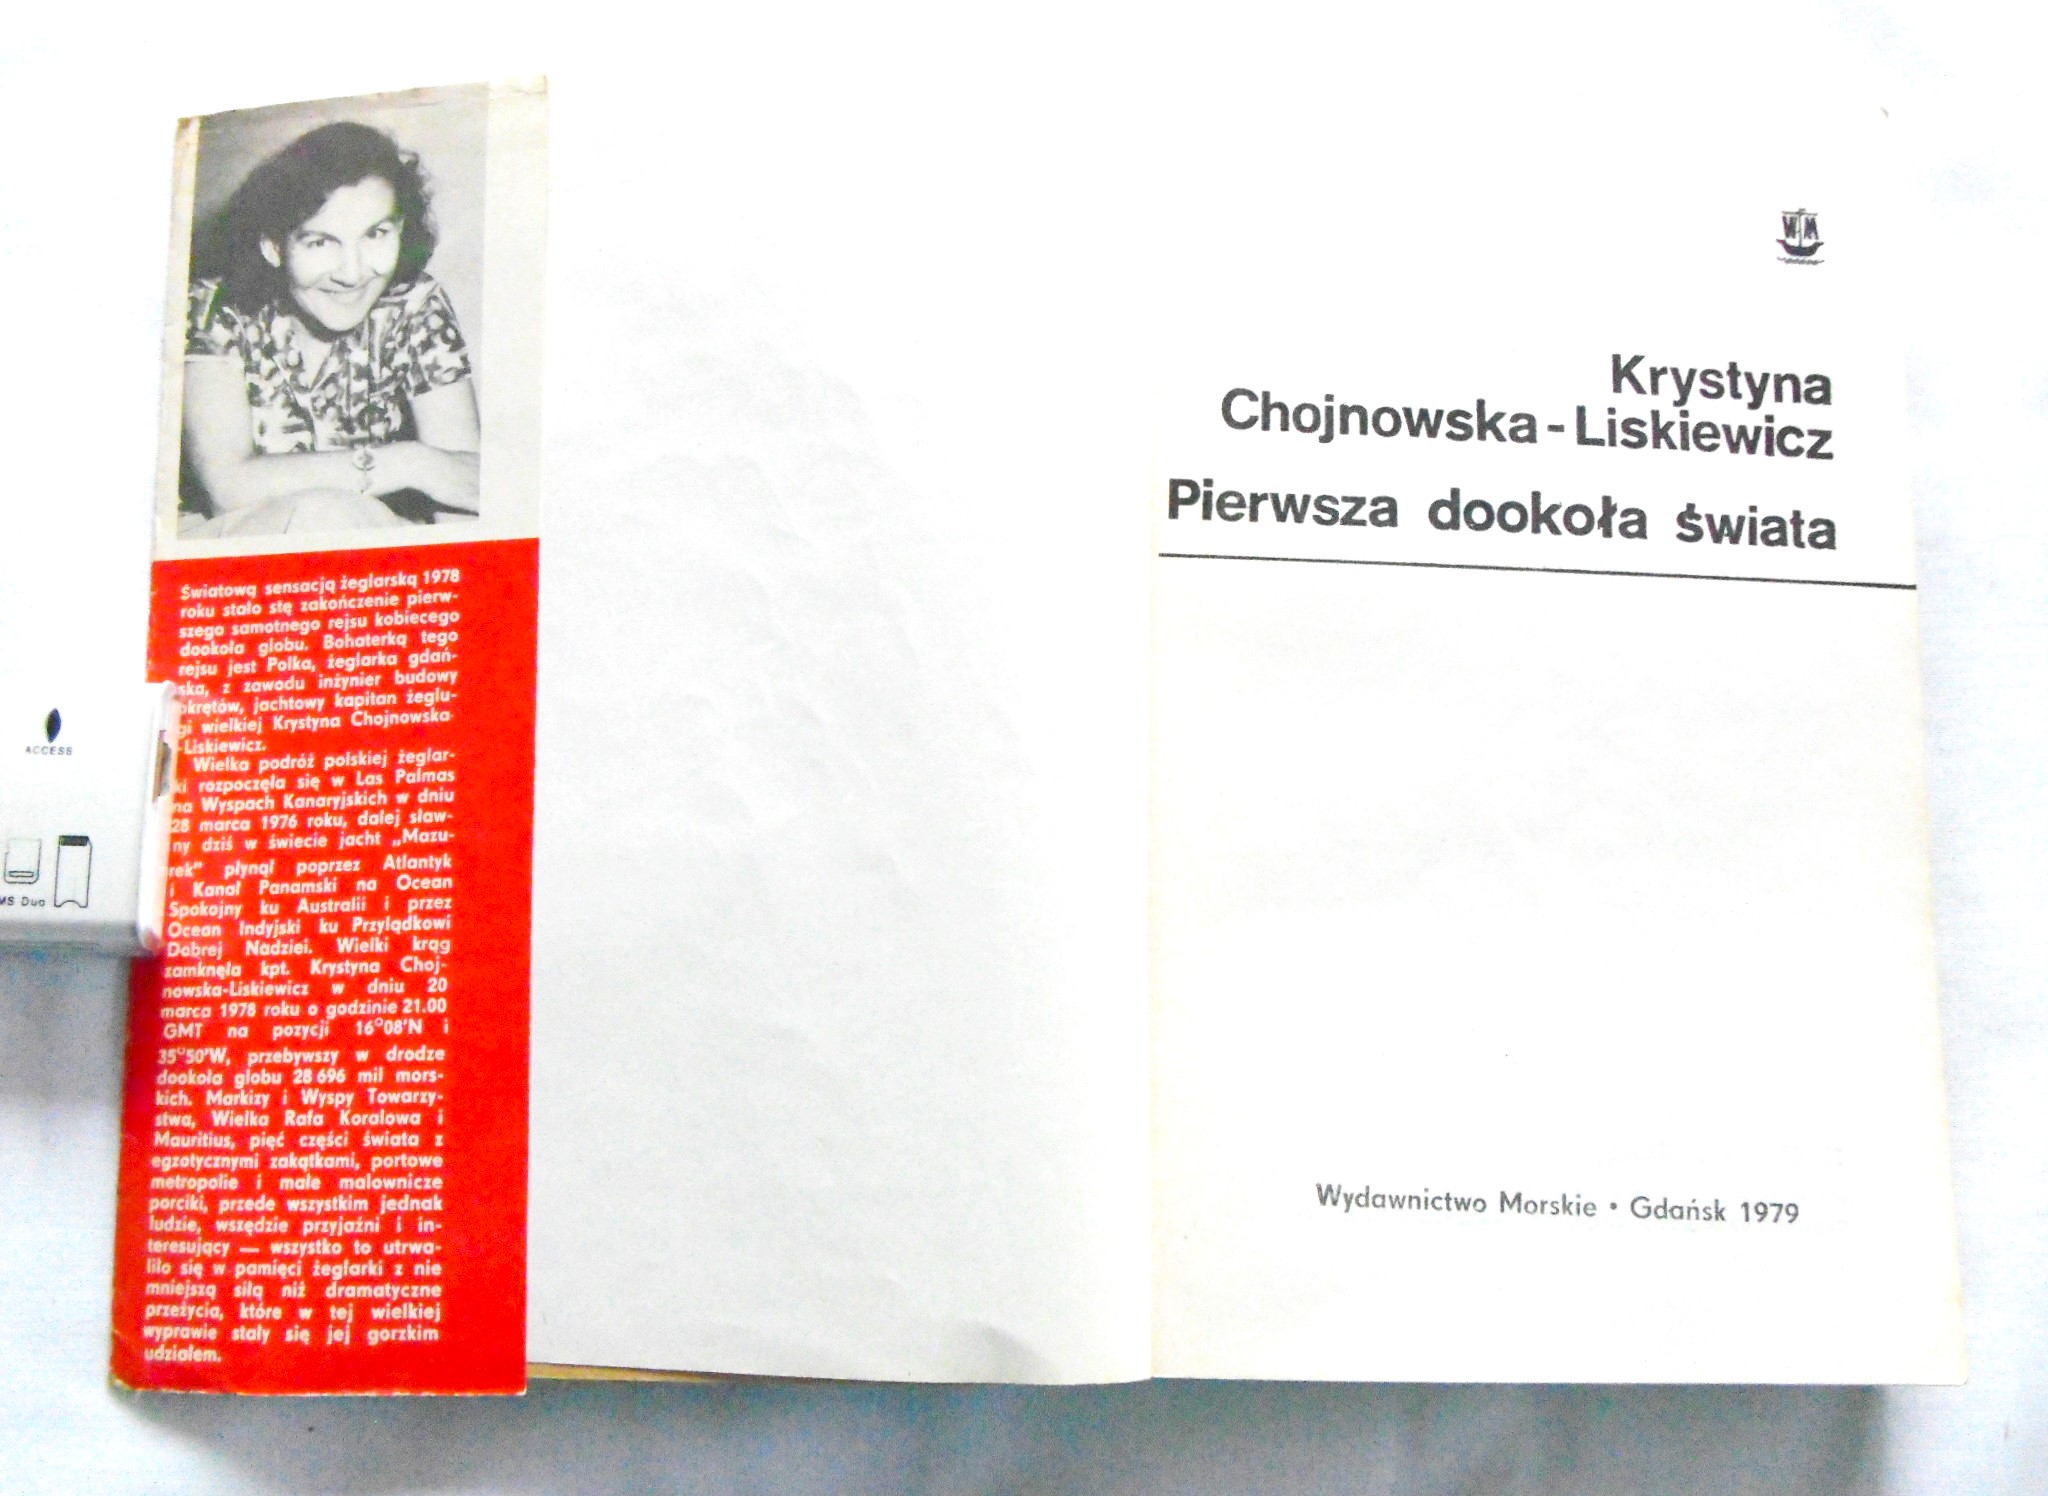 Światową sensacją żeglarską 1978
roku stało stę zakończenie pierw-
szego samotnego rejsu kobiecego
dookoła globu. Bohaterką tego
rejsu jest Polka, żeglarka gdań-
ska, z zawodu inżynier budowy
okrętów, jachtowy kapitan żeglu-
gi wielkiej Krystyna Chojnowska-
-Liskiewicz.
Wielka podróż polskiej żeglar-
ki rozpoczęła się w Las Palmas
na Wyspach Kanaryjskich w dniu
28 marca 1976 roku, dalej sław-
ny dziś w świecie jacht „Mazu-
rek" płynął poprzez Atlantyk
i Kanał Panamski na Ocean
Spokojny ku Australii i przez
Ocean Indyjski ku Przylądkowi
Dobrej Nadziei. Wielki krąg
zamknęła kpt. Krystyna Choj-
nowska-Liskiewicz w dniu 20
marca 1978 roku o godzinie 21.00
GMT na pozycji 16°08'N i
35°50'W, przebywszy w drodze
dookoła globu 28 696 mil mors-
kich. Markizy i Wyspy Towarzy-
stwa, Wielka Rafa Koralowa i
Mauritius, pięć części świata z
egzotycznymi zakątkami, portowe
metropolie i małe malownicze
porciki, przede wszystkim jednak
ludzie, wszędzie przyjaźni i in-
teresujący — wszystko to utrwa-
liło się w pamięci żeglarki z nie
mniejszą siłą niż dramatyczne
przeżycia, które w tej wielkiej
wyprawie stały się jej gorzkim
udziałem.
ACCESS
MS Duo
WM
Krystyna
Chojnowska-Liskiewicz
Pierwsza dookoła świata
Wydawnictwo Morskie • Gdańsk 1979